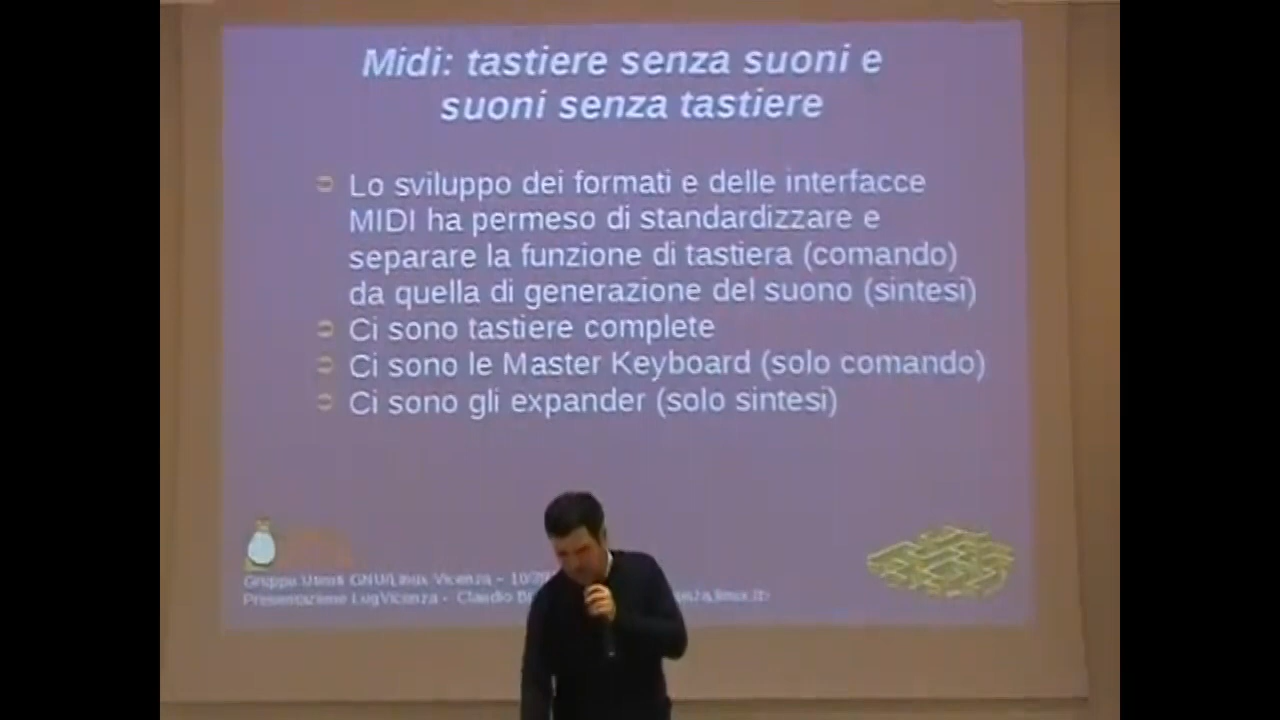 Midi: tastiere senza suoni e
suoni senza tastiere
Lo sviluppo dei formati e delle interfacce
MIDI ha permeso di standardizzare e
separare la funzione di tastiera (comando)
da quella di generazione del suono (sintesi)
Ci sono tastiere complete
Ci sono le Master Keyboard (solo comando)
Ci sono gli expander (solo sintesi)
Gruppo Utenti GNU/Linux Vicenza –
Presentazione LugVicenza - Claudio